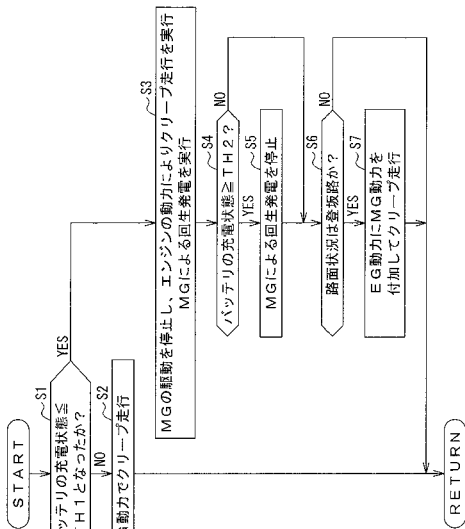 START
S1
ッテリの充電状態≦
H1となったか?
YES
NO
S2
動力でクリープ走行
S3
MGの駆動を停止し、エンジンの動力によりクリープ走行を実行
MGによる回生発電を実行
S4
バッテリの充電状態≧TH2?
NO
YES
S5
MGによる回生発電を停止
S6
路面状況は登坂路か?
NO
YES
S7
EG動力にMG動力を
付加してクリープ走行
RETURN